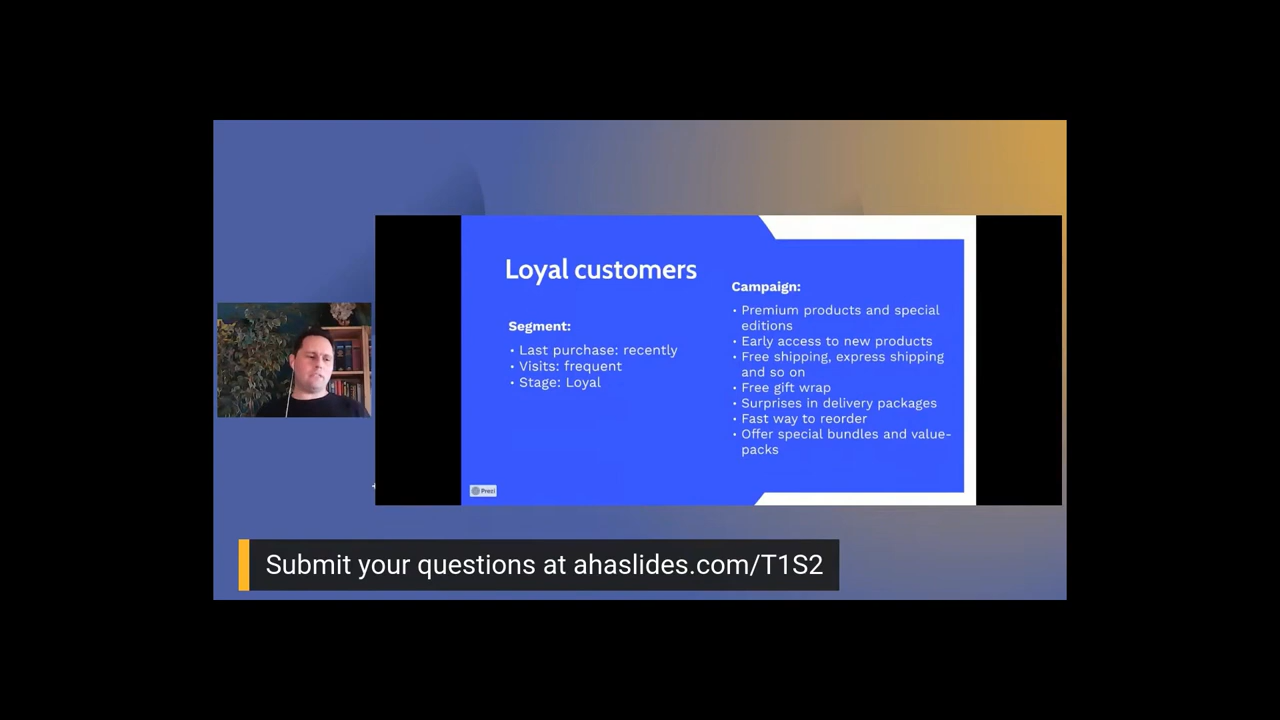 Loyal customers
Segment:
• Last purchase: recently
• Visits: frequent
• Stage: Loyal
Campaign:
• Premium products and special
editions
• Early access to new products
• Free shipping, express shipping
and so on
• Free gift wrap
• Surprises in delivery packages
• Fast way to reorder
• Offer special bundles and value-
packs
Prezi
Submit your questions at ahaslides.com/T1S2